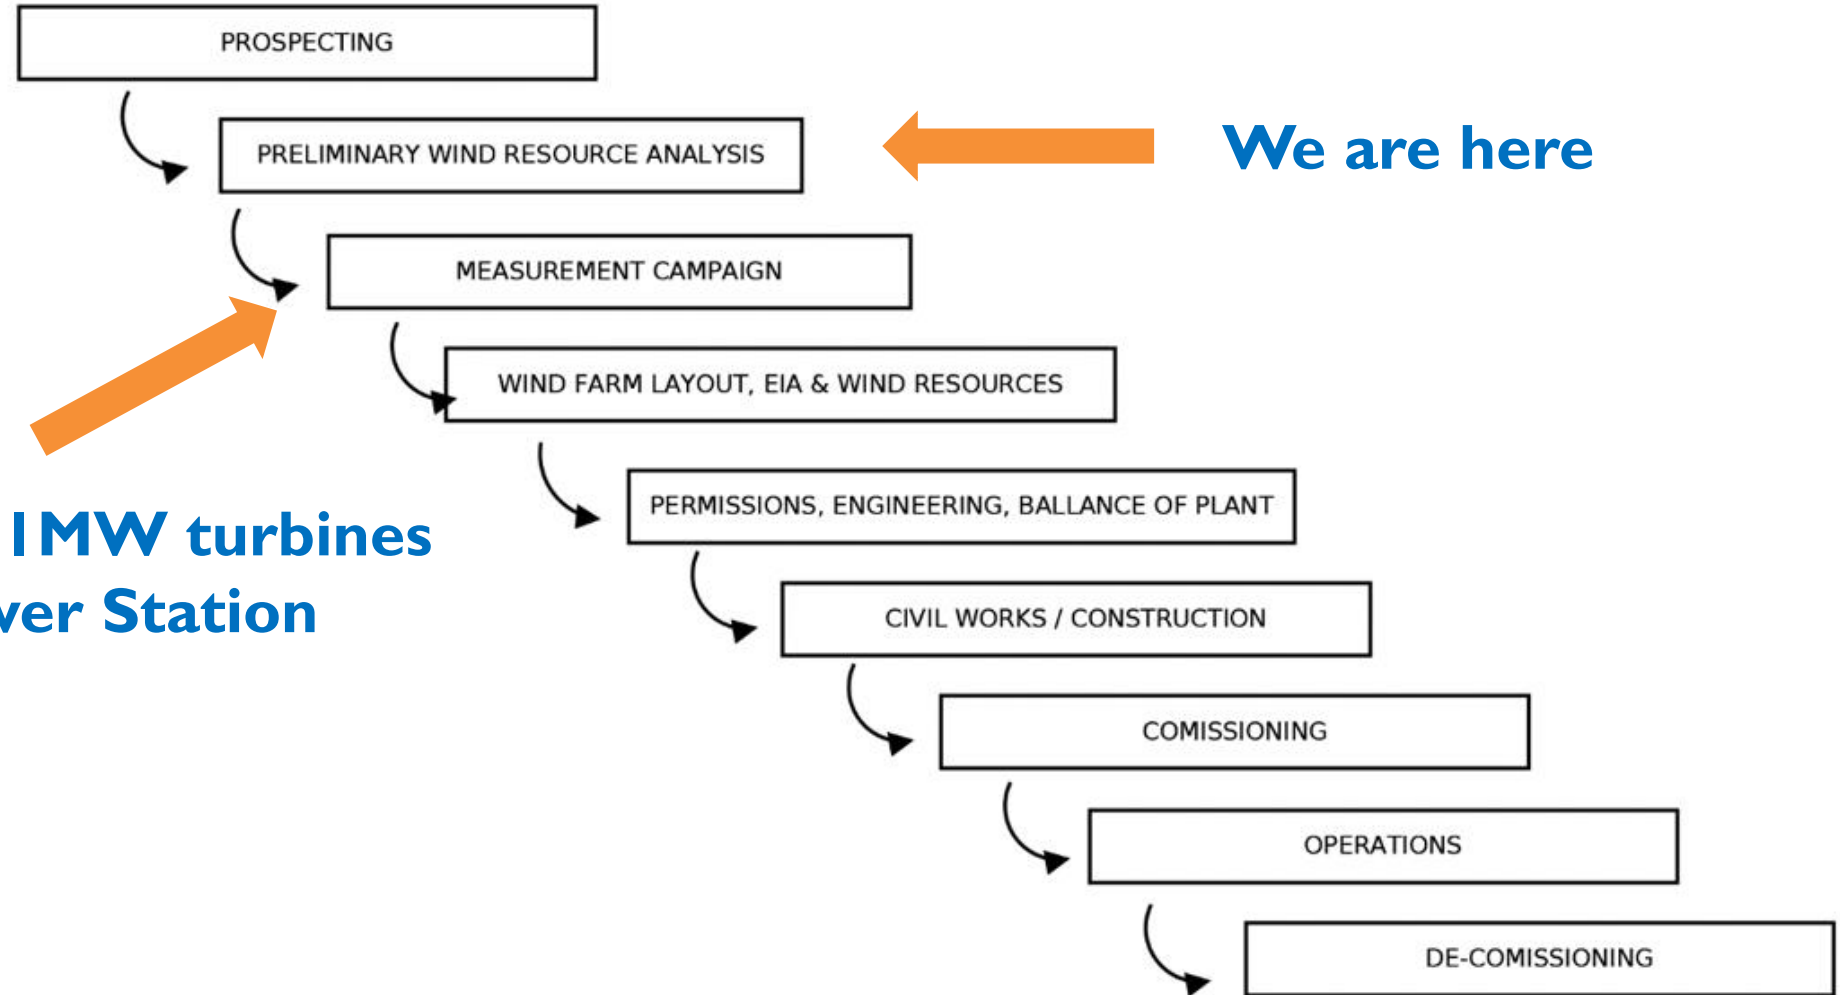 PROSPECTING
PRELIMINARY WIND RESOURCE ANALYSIS
We are here
MEASUREMENT CAMPAIGN
WIND FARM LAYOUT, EIA & WIND RESOURCES
PERMISSIONS, ENGINEERING, BALLANCE OF PLANT
1MW turbines
CIVIL WORKS / CONSTRUCTION
Station
COMISSIONING
OPERATIONS
DE-COMISSIONING